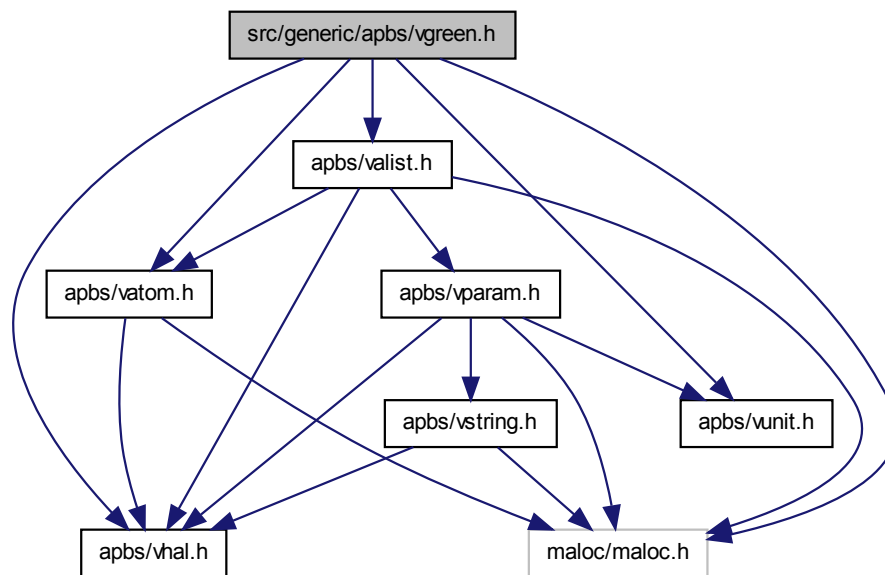 src/generic/apbs/vgreen.h
apbs/valist.h
apbs/vatom.h
apbs/vparam.h
apbs/vstring.h
apbs/vunit.h
apbs/vhal.h
maloc/maloc.h